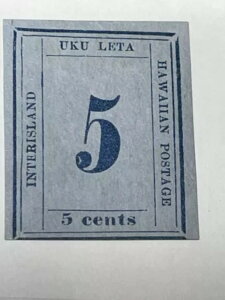 UKU LETA
INTERISLAND
5
HAWAIIAN POSTAGE
5 cents